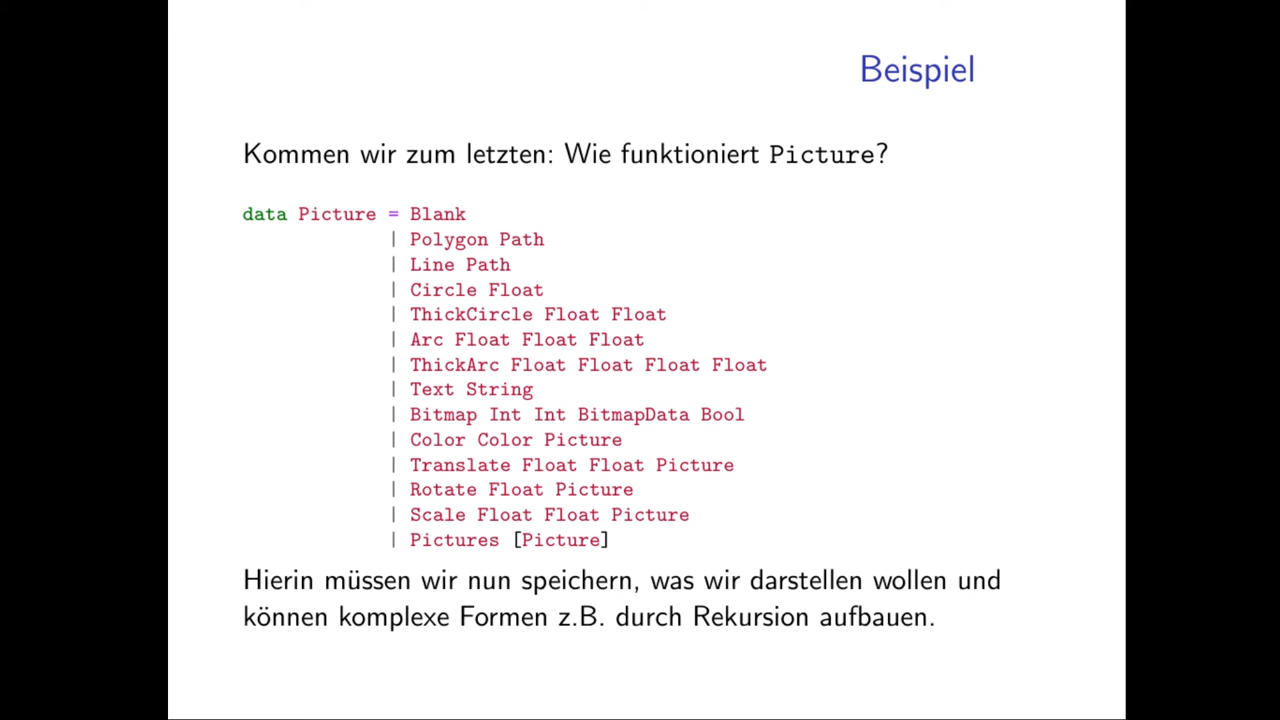 Beispiel
Kommen wir zum letzten: Wie funktioniert Picture?
data Picture = Blank
| Polygon Path
| Line Path
| Circle Float
| ThickCircle Float Float
| Arc Float Float Float
| ThickArc Float Float Float Float
| Text String
| Bitmap Int Int BitmapData Bool
| Color Color Picture
| Translate Float Float Picture
| Rotate Float Picture
| Scale Float Float Picture
| Pictures [Picture]
Hierin müssen wir nun speichern, was wir darstellen wollen und
können komplexe Formen z.B. durch Rekursion aufbauen.